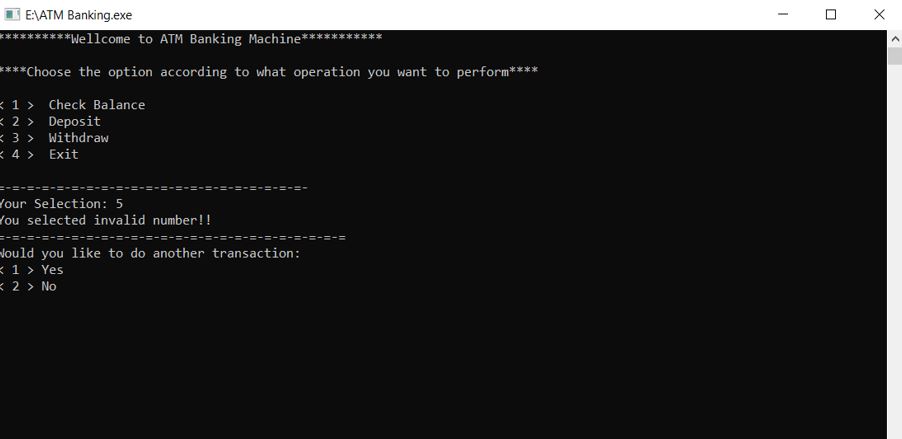 E:\ATM Banking.exe
**********Wellcome to ATM Banking Machine***********
****Choose the option according to what operation you want to perform****
< 1 >  Check Balance
< 2 >  Deposit
< 3 >  Withdraw
< 4 >  Exit
=-=-=-=-=-=-=-=-=-=-=-=-=-=-=-=-=-=-=-=-=-
Your Selection: 5
You selected invalid number!!
=-=-=-=-=-=-=-=-=-=-=-=-=-=-=-=-=-=-=-=-=-=-=-=
Would you like to do another transaction:
< 1 > Yes
< 2 > No